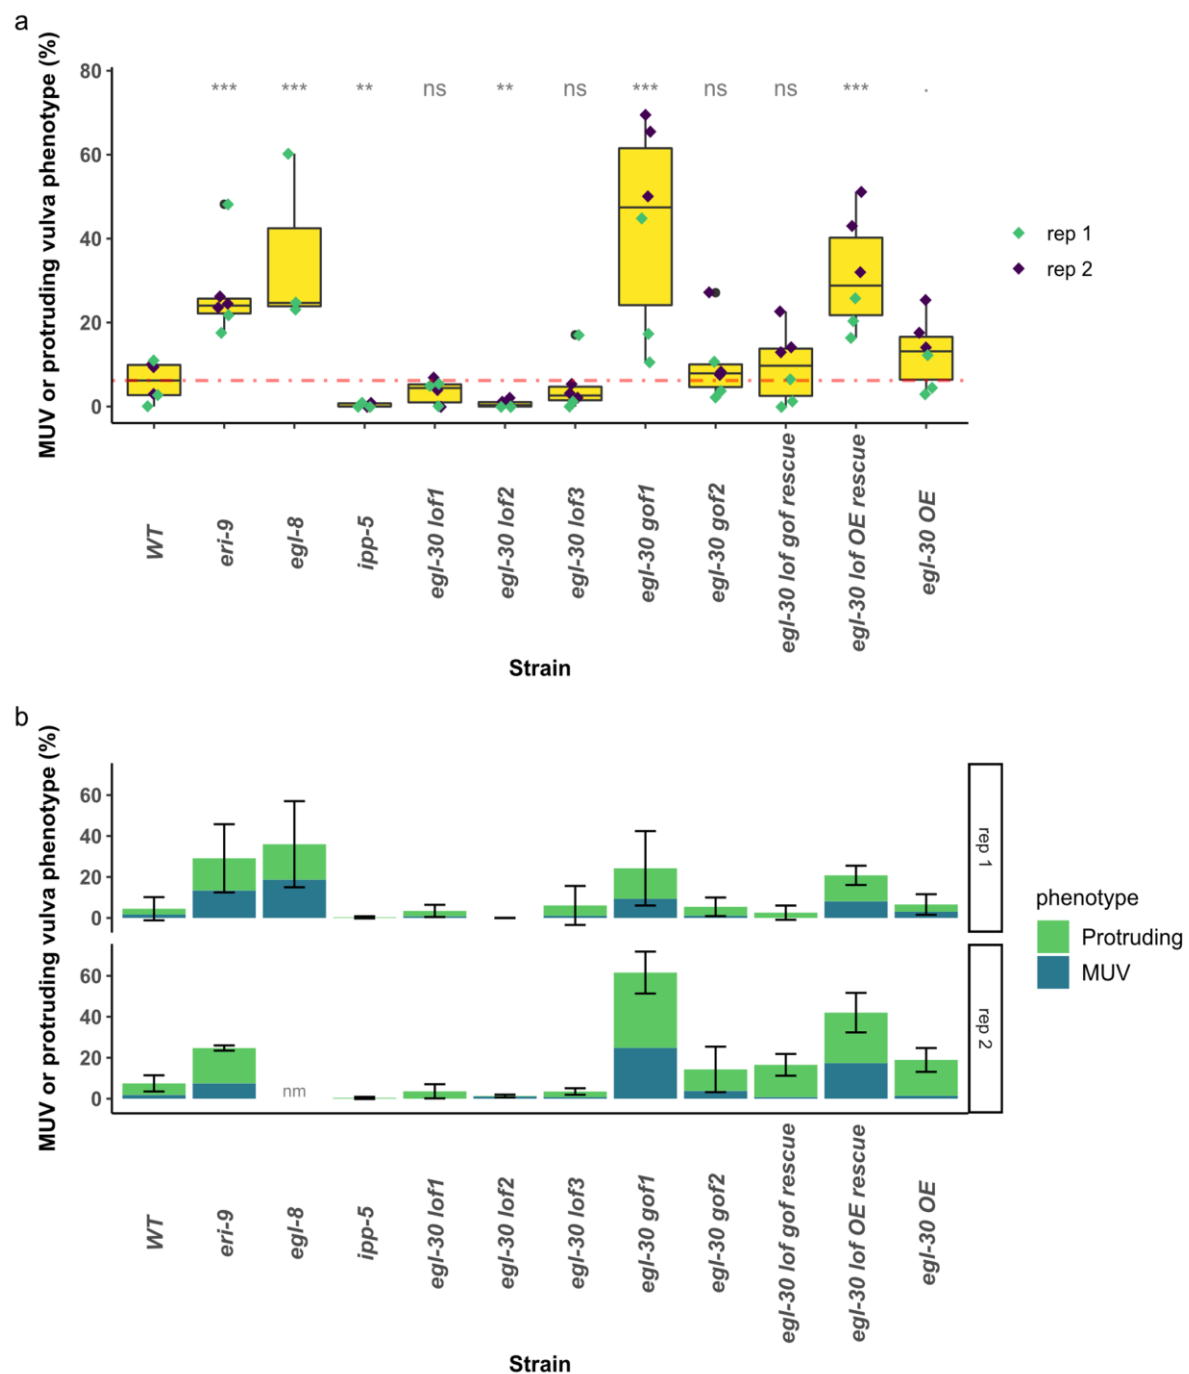 a
MUV or protruding vulva phenotype (%)
80
60
40
20
0
*** *** ** ns ** ns *** ns ns *** .
rep 1
rep 2
WT
eri-9
egl-8
ipp-5
egl-30 lof1
egl-30 lof2
egl-30 lof3
egl-30 gof1
egl-30 gof2
egl-30 lof gof rescue
egl-30 lof OE rescue
egl-30 OE
Strain
b
MUV or protruding vulva phenotype (%)
60
40
20
0
rep 1
60
40
20
0
nm
rep 2
phenotype
Protruding
MUV
WT
eri-9
egl-8
ipp-5
egl-30 lof1
egl-30 lof2
egl-30 lof3
egl-30 gof1
egl-30 gof2
egl-30 lof gof rescue
egl-30 lof OE rescue
egl-30 OE
Strain